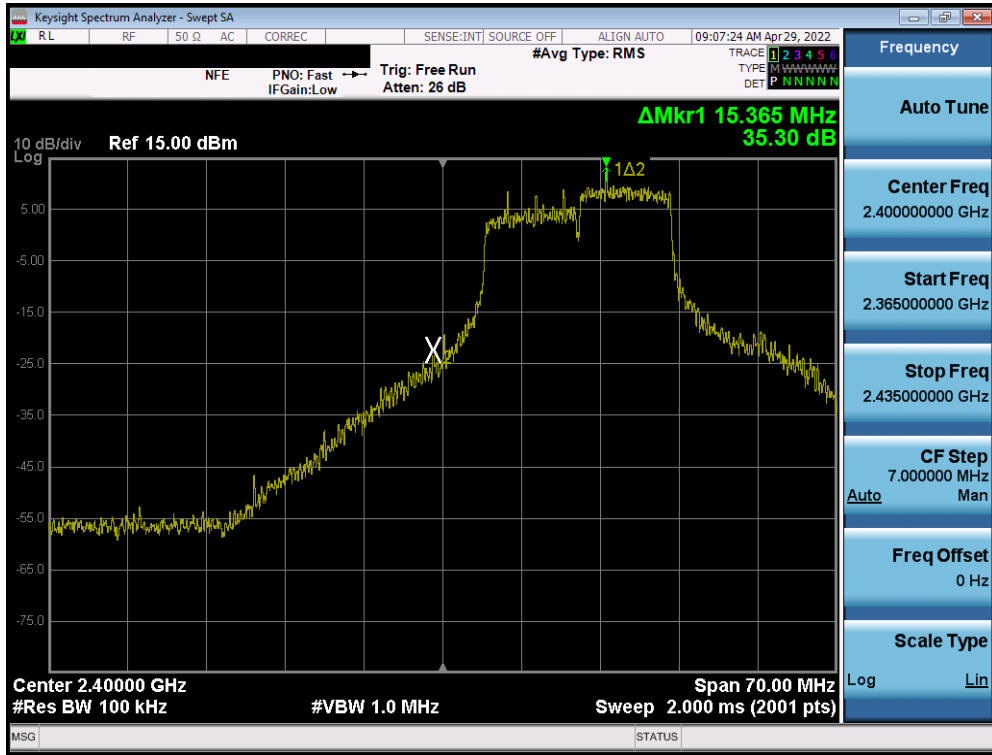 Keysight Spectrum Analyzer - Swept SA
LXI RL RF 50 Ω AC CORREC SENSE:INT SOURCE OFF ALIGN AUTO 09:07:24 AM Apr 29, 2022
NFE PNO: Fast Trig: Free Run #Avg Type: RMS TRACE 1 2 3 4 5 6
IFGain:Low Atten: 26 dB TYPE M W W W W W
DET P N N N N N
ΔMkr1 15.365 MHz
35.30 dB
10 dB/div Ref 15.00 dBm
Log
1Δ2
5.00
-5.00
-15.0
X
-25.0
-35.0
-45.0
-55.0
-65.0
-75.0
Center 2.40000 GHz Span 70.00 MHz
#Res BW 100 kHz #VBW 1.0 MHz Sweep 2.000 ms (2001 pts)
MSG STATUS
Frequency
Auto Tune
Center Freq
2.400000000 GHz
Start Freq
2.365000000 GHz
Stop Freq
2.435000000 GHz
CF Step
7.000000 MHz
Auto Man
Freq Offset
0 Hz
Scale Type
Log Lin